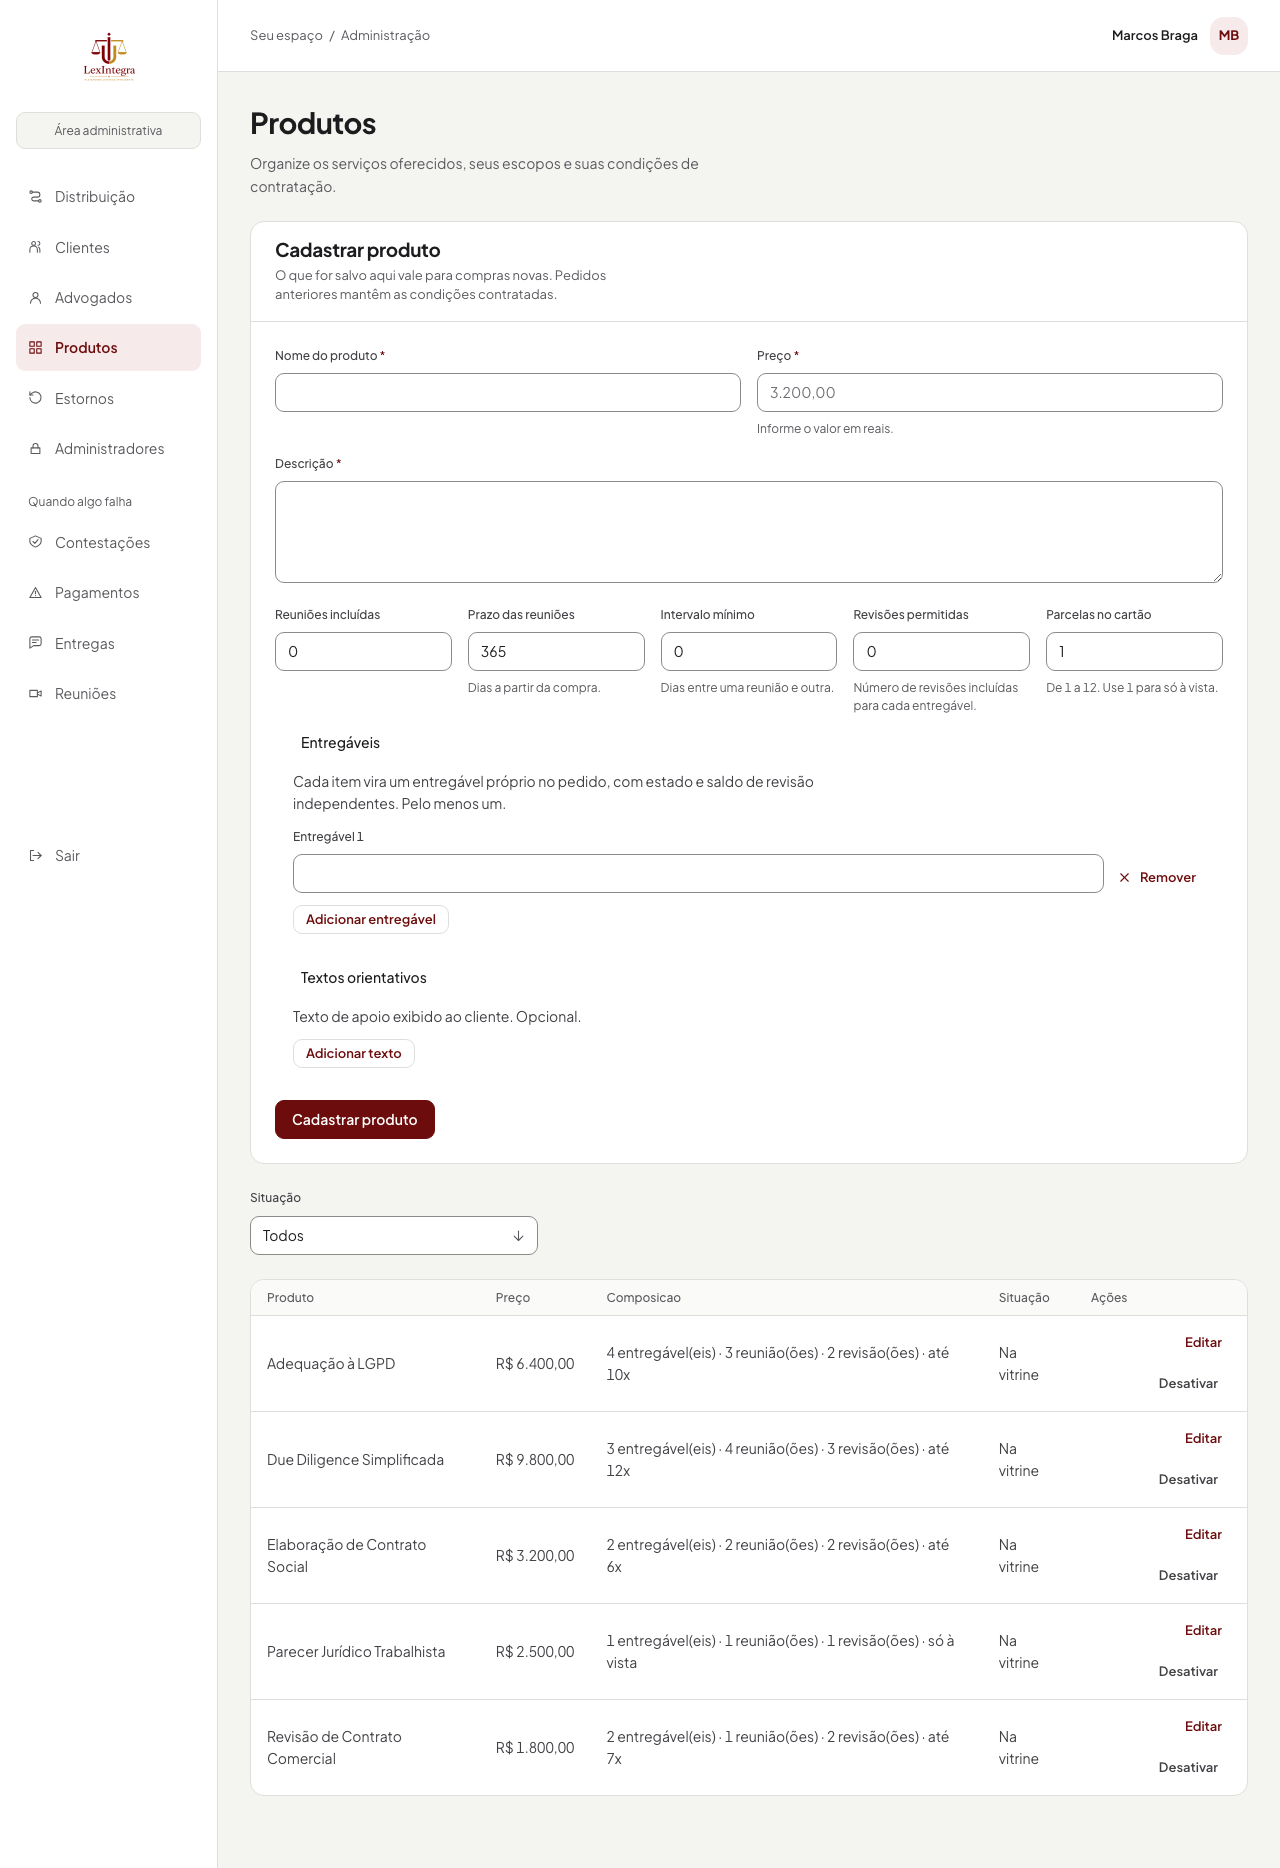 LexIntegra
Seu espaço / Administração
Marcos Braga
MB
Área administrativa
Distribuição
Clientes
Advogados
Produtos
Estornos
Administradores
Quando algo falha
Contestações
Pagamentos
Entregas
Reuniões
Sair
Produtos
Organize os serviços oferecidos, seus escopos e suas condições de
contratação.
Cadastrar produto
O que for salvo aqui vale para compras novas. Pedidos
anteriores mantêm as condições contratadas.
Nome do produto *
Preço *
3.200,00
Informe o valor em reais.
Descrição *
Reuniões incluídas
Prazo das reuniões
Intervalo mínimo
Revisões permitidas
Parcelas no cartão
0
365
0
0
1
Dias a partir da compra.
Dias entre uma reunião e outra.
Número de revisões incluídas
para cada entregável.
De 1 a 12. Use 1 para só à vista.
Entregáveis
Cada item vira um entregável próprio no pedido, com estado e saldo de revisão
independentes. Pelo menos um.
Entregável 1
Remover
Adicionar entregável
Textos orientativos
Texto de apoio exibido ao cliente. Opcional.
Adicionar texto
Cadastrar produto
Situação
Todos
Produto
Preço
Composicao
Situação
Ações
Adequação à LGPD
R$ 6.400,00
4 entregável(eis) · 3 reunião(ões) · 2 revisão(ões) · até
10x
Na
vitrine
Editar
Desativar
Due Diligence Simplificada
R$ 9.800,00
3 entregável(eis) · 4 reunião(ões) · 3 revisão(ões) · até
12x
Na
vitrine
Editar
Desativar
Elaboração de Contrato
Social
R$ 3.200,00
2 entregável(eis) · 2 reunião(ões) · 2 revisão(ões) · até
6x
Na
vitrine
Editar
Desativar
Parecer Jurídico Trabalhista
R$ 2.500,00
1 entregável(eis) · 1 reunião(ões) · 1 revisão(ões) · só à
vista
Na
vitrine
Editar
Desativar
Revisão de Contrato
Comercial
R$ 1.800,00
2 entregável(eis) · 1 reunião(ões) · 2 revisão(ões) · até
7x
Na
vitrine
Editar
Desativar